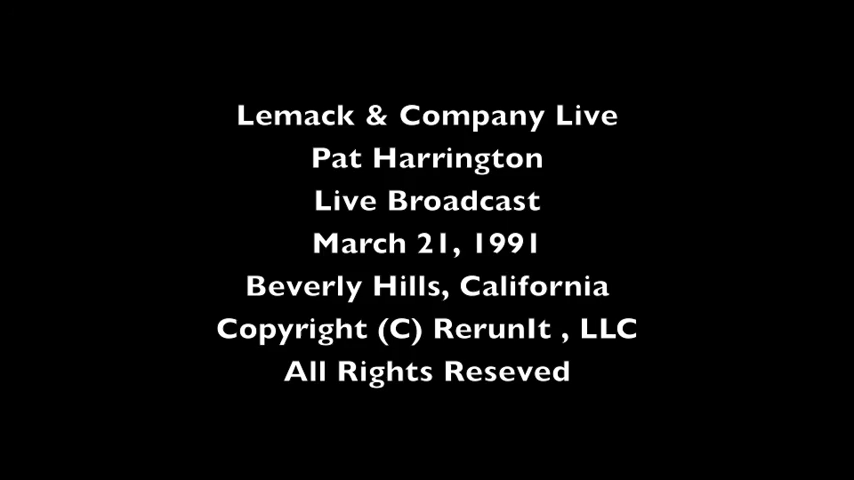 Lemack & Company Live
Pat Harrington
Live Broadcast
March 21, 1991
Beverly Hills, California
Copyright (C) RerunIt , LLC
All Rights Reseved